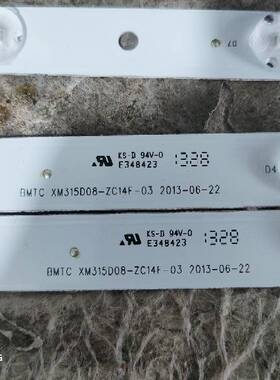 D7
KS-D 94V-0
E348423
1328
BMTC XM315D08-ZC14F-03 2013-06-22
D4
KS-D 94V-0
E348423
1328
BMTC XM315D08-ZC14F-03 2013-06-22